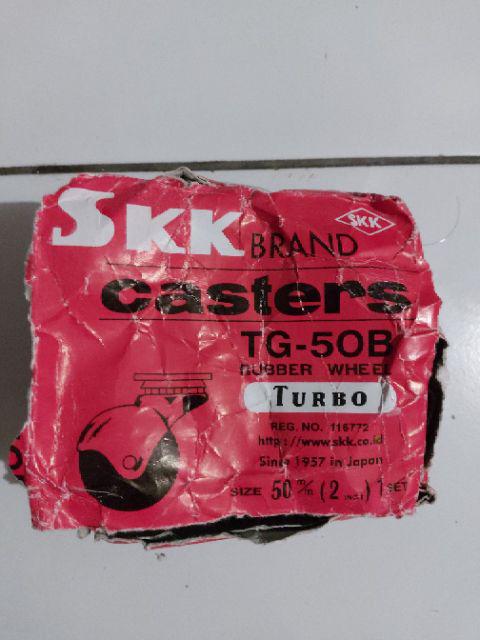 SKK BRAND
SKK
casters
TG-50B
RUBBER WHEEL
TURBO
REG. NO. 116772
http://www.skk.co.id
Since 1957 in Japan
SIZE 50 m/m (2 INCH) 1 SET